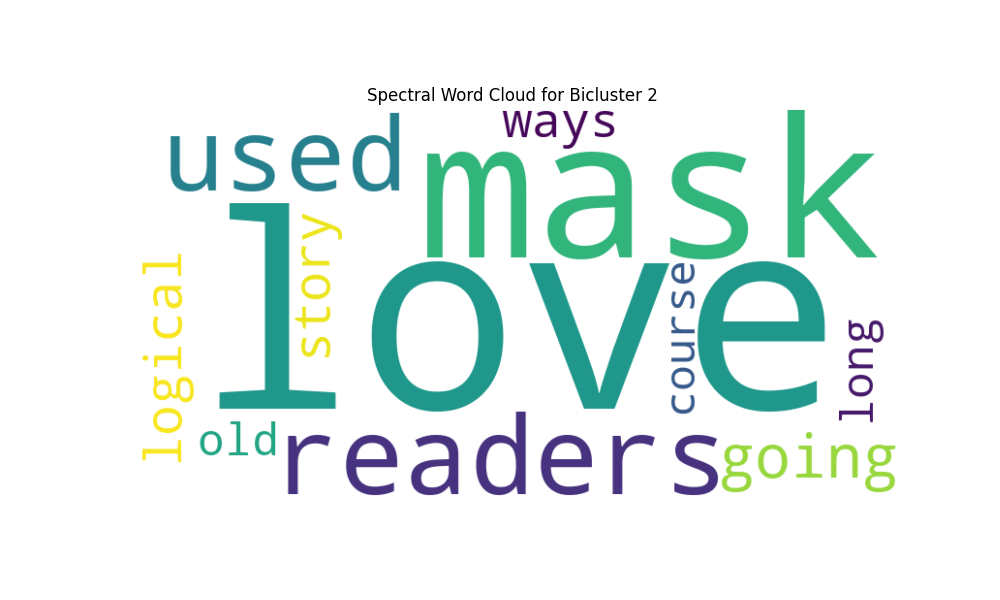 Spectral Word Cloud for Bicluster 2
ways
used
mask
love
story
logical
course
long
old
readers
going